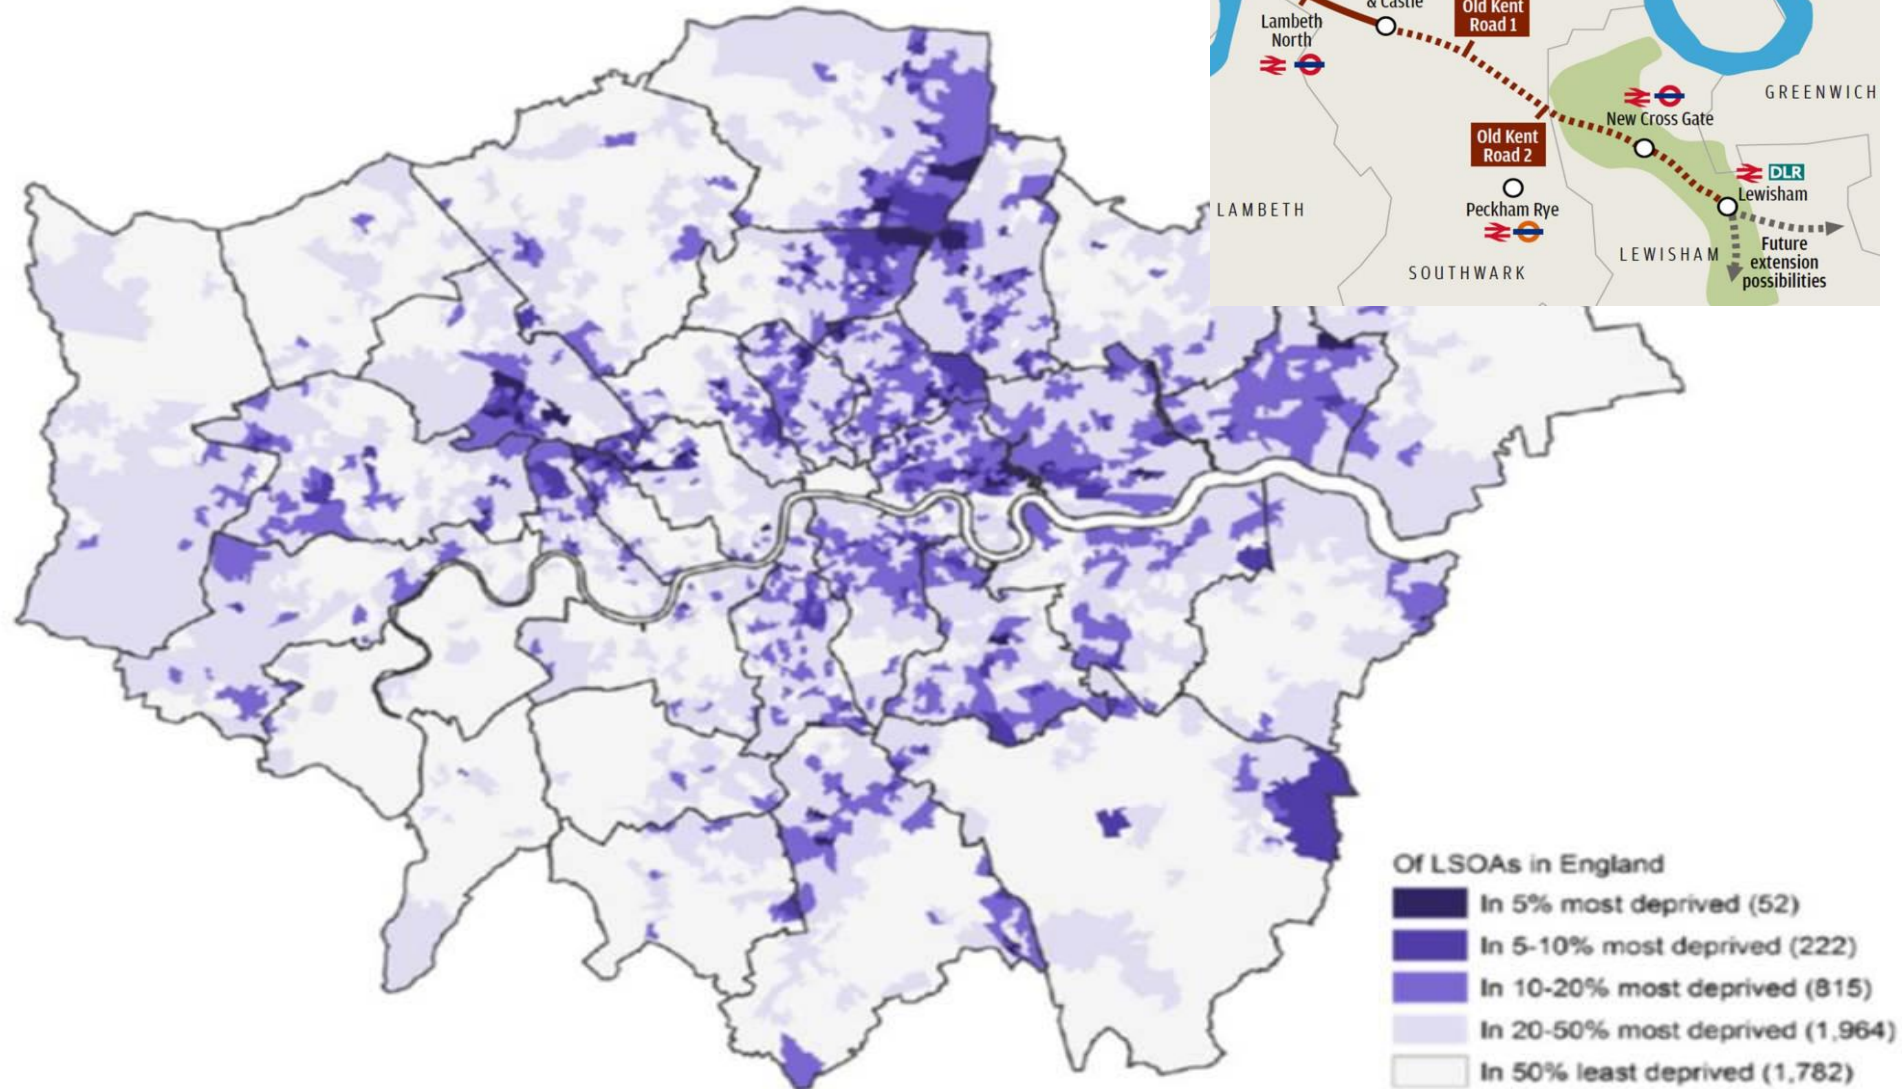 & Castle
Old Kent
Road 1
Lambeth
North
GREENWICH
New Cross Gate
Old Kent
Road 2
DLR
Lewisham
Peckham Rye
LAMBETH
LEWISHAM
SOUTHWARK
Future
extension
possibilities
Of LSOAs in England
In 5% most deprived (52)
In 5-10% most deprived (222)
In 10-20% most deprived (815)
In 20-50% most deprived (1,964)
In 50% least deprived (1,782)